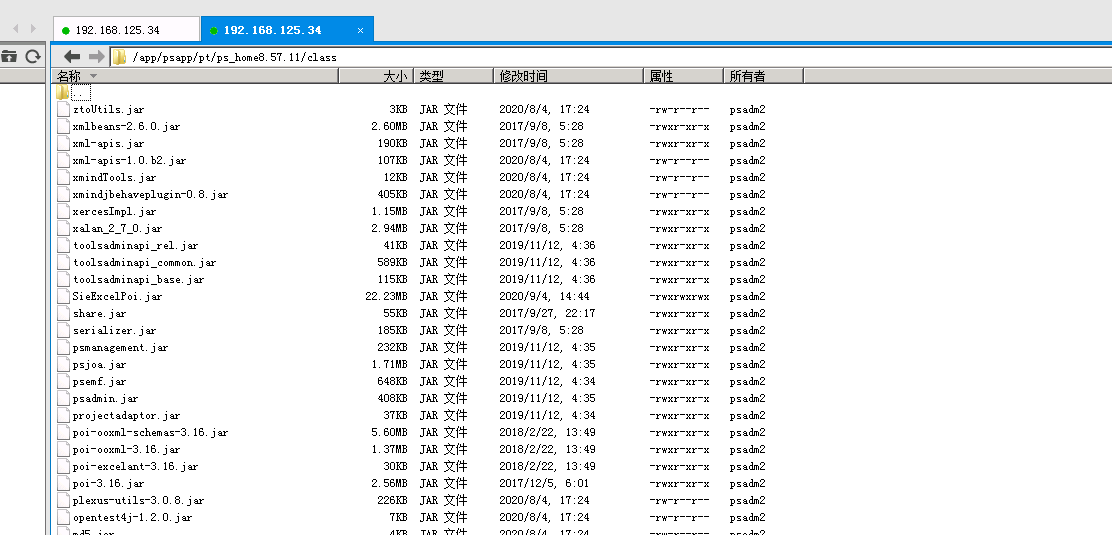 192.168.125.34 192.168.125.34 ×
/app/psapp/pt/ps_home8.57.11/class
名称 大小 类型 修改时间 属性 所有者
..
ztoUtils.jar 3KB JAR 文件 2020/8/4, 17:24 -rw-r--r-- psadm2
xmlbeans-2.6.0.jar 2.60MB JAR 文件 2017/9/8, 5:28 -rwxr-xr-x psadm2
xml-apis.jar 190KB JAR 文件 2017/9/8, 5:28 -rwxr-xr-x psadm2
xml-apis-1.0.b2.jar 107KB JAR 文件 2020/8/4, 17:24 -rw-r--r-- psadm2
xmindTools.jar 12KB JAR 文件 2020/8/4, 17:24 -rw-r--r-- psadm2
xmindjbehaveplugin-0.8.jar 405KB JAR 文件 2020/8/4, 17:24 -rw-r--r-- psadm2
xercesImpl.jar 1.15MB JAR 文件 2017/9/8, 5:28 -rwxr-xr-x psadm2
xalan_2_7_0.jar 2.94MB JAR 文件 2017/9/8, 5:28 -rwxr-xr-x psadm2
toolsadminapi_rel.jar 41KB JAR 文件 2019/11/12, 4:36 -rwxr-xr-x psadm2
toolsadminapi_common.jar 589KB JAR 文件 2019/11/12, 4:36 -rwxr-xr-x psadm2
toolsadminapi_base.jar 115KB JAR 文件 2019/11/12, 4:36 -rwxr-xr-x psadm2
SieExcelPoi.jar 22.23MB JAR 文件 2020/9/4, 14:44 -rwxrwxrwx psadm2
share.jar 55KB JAR 文件 2017/9/27, 22:17 -rwxr-xr-x psadm2
serializer.jar 185KB JAR 文件 2017/9/8, 5:28 -rwxr-xr-x psadm2
psmanagement.jar 232KB JAR 文件 2019/11/12, 4:35 -rwxr-xr-x psadm2
psjoa.jar 1.71MB JAR 文件 2019/11/12, 4:35 -rwxr-xr-x psadm2
psemf.jar 648KB JAR 文件 2019/11/12, 4:34 -rwxr-xr-x psadm2
psadmin.jar 408KB JAR 文件 2019/11/12, 4:35 -rwxr-xr-x psadm2
projectadaptor.jar 37KB JAR 文件 2019/11/12, 4:34 -rwxr-xr-x psadm2
poi-ooxml-schemas-3.16.jar 5.60MB JAR 文件 2018/2/22, 13:49 -rwxr-xr-x psadm2
poi-ooxml-3.16.jar 1.37MB JAR 文件 2018/2/22, 13:49 -rwxr-xr-x psadm2
poi-excelant-3.16.jar 30KB JAR 文件 2018/2/22, 13:49 -rwxr-xr-x psadm2
poi-3.16.jar 2.56MB JAR 文件 2017/12/5, 6:01 -rwxr-xr-x psadm2
plexus-utils-3.0.8.jar 226KB JAR 文件 2020/8/4, 17:24 -rw-r--r-- psadm2
opentest4j-1.2.0.jar 7KB JAR 文件 2020/8/4, 17:24 -rw-r--r-- psadm2
md5.jar 4KB JAR 文件 2020/8/4, 17:24 -rw-r--r-- psadm2